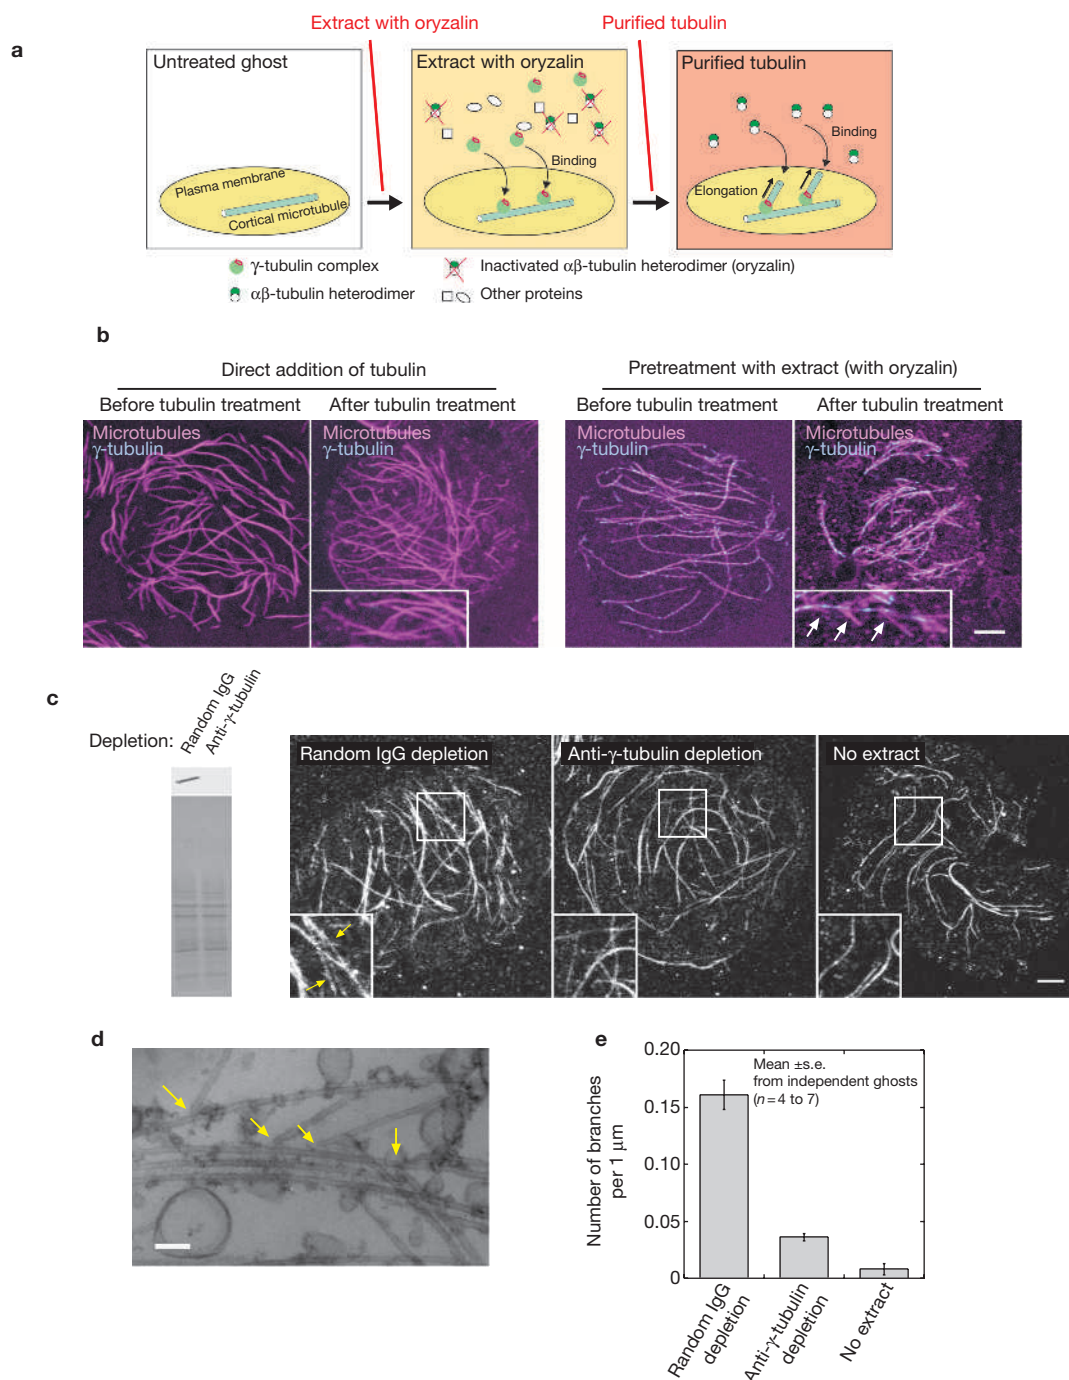 a
Extract with oryzalin
Purified tubulin
Untreated ghost
Plasma membrane
Cortical microtubule
Extract with oryzalin
Binding
Purified tubulin
Binding
Elongation
γ-tubulin complex
Inactivated αβ-tubulin heterodimer (oryzalin)
αβ-tubulin heterodimer
Other proteins
b
Direct addition of tubulin
Pretreatment with extract (with oryzalin)
Before tubulin treatment
After tubulin treatment
Before tubulin treatment
After tubulin treatment
Microtubules
γ-tubulin
Microtubules
γ-tubulin
Microtubules
γ-tubulin
Microtubules
γ-tubulin
c
Depletion:
Random IgG
Anti-γ-tubulin
Random IgG depletion
Anti-γ-tubulin depletion
No extract
d
e
Number of branches
per 1 μm
0.20
0.15
0.10
0.05
0
Mean ±s.e.
from independent ghosts
(n = 4 to 7)
Random IgG
depletion
Anti-γ-tubulin
depletion
No extract